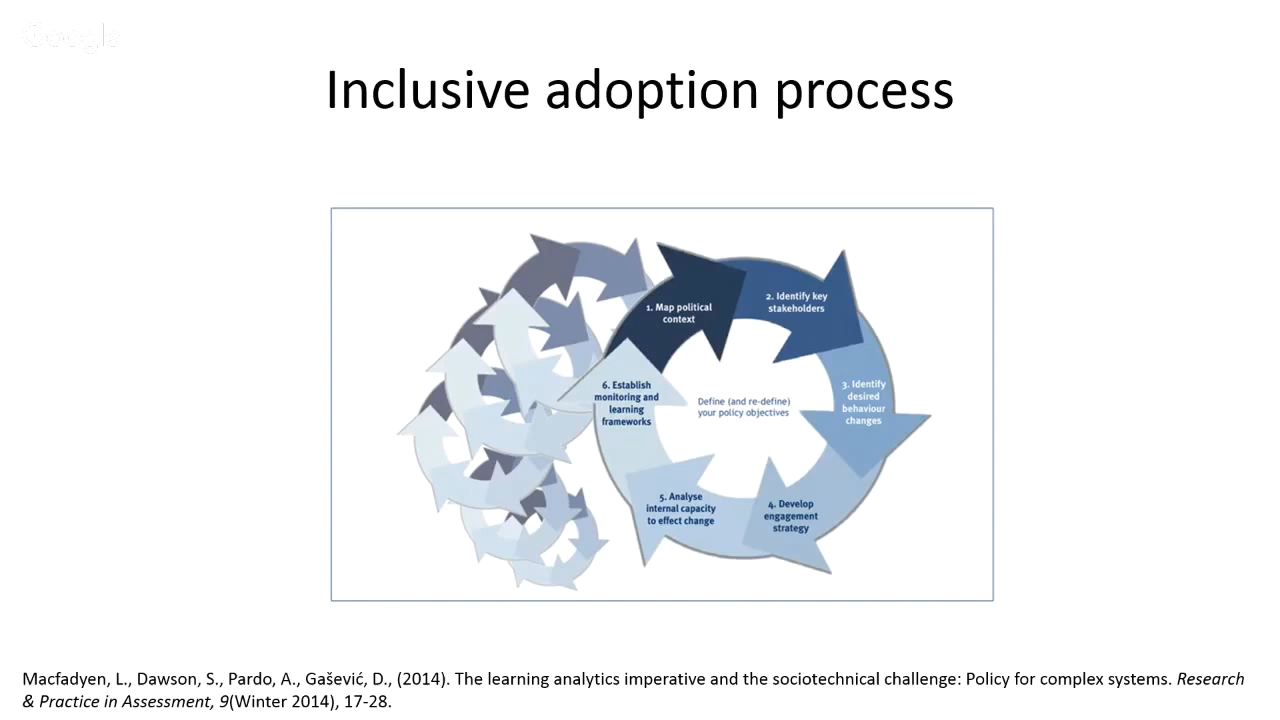 Google
Inclusive adoption process
1. Map political
context
2. Identify key
stakeholders
3. Identify
desired
behaviour
changes
4. Develop
engagement
strategy
5. Analyse
internal capacity
to effect change
6. Establish
monitoring and
learning
frameworks
Define (and re-define)
your policy objectives
Macfadyen, L., Dawson, S., Pardo, A., Gašević, D., (2014). The learning analytics imperative and the sociotechnical challenge: Policy for complex systems. Research
& Practice in Assessment, 9(Winter 2014), 17-28.